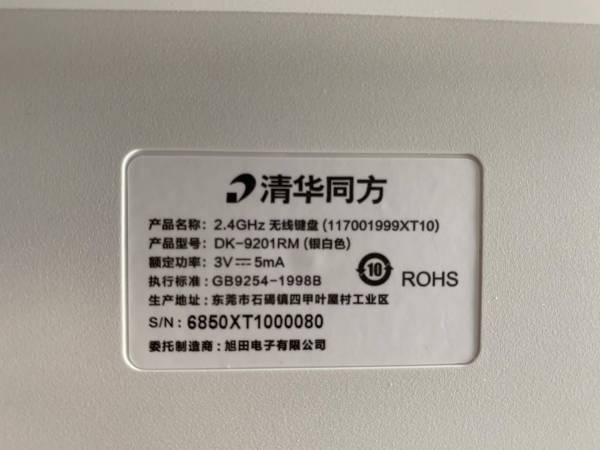 清华同方
产品名称: 2.4GHz 无线键盘 (117001999XT10)
产品型号: DK-9201RM (银白色)
额定功率: 3V⎓5mA
执行标准: GB9254-1998B
生产地址: 东莞市石碣镇四甲叶屋村工业区
S/N: 6850XT1000080
委托制造商: 旭田电子有限公司
10
ROHS